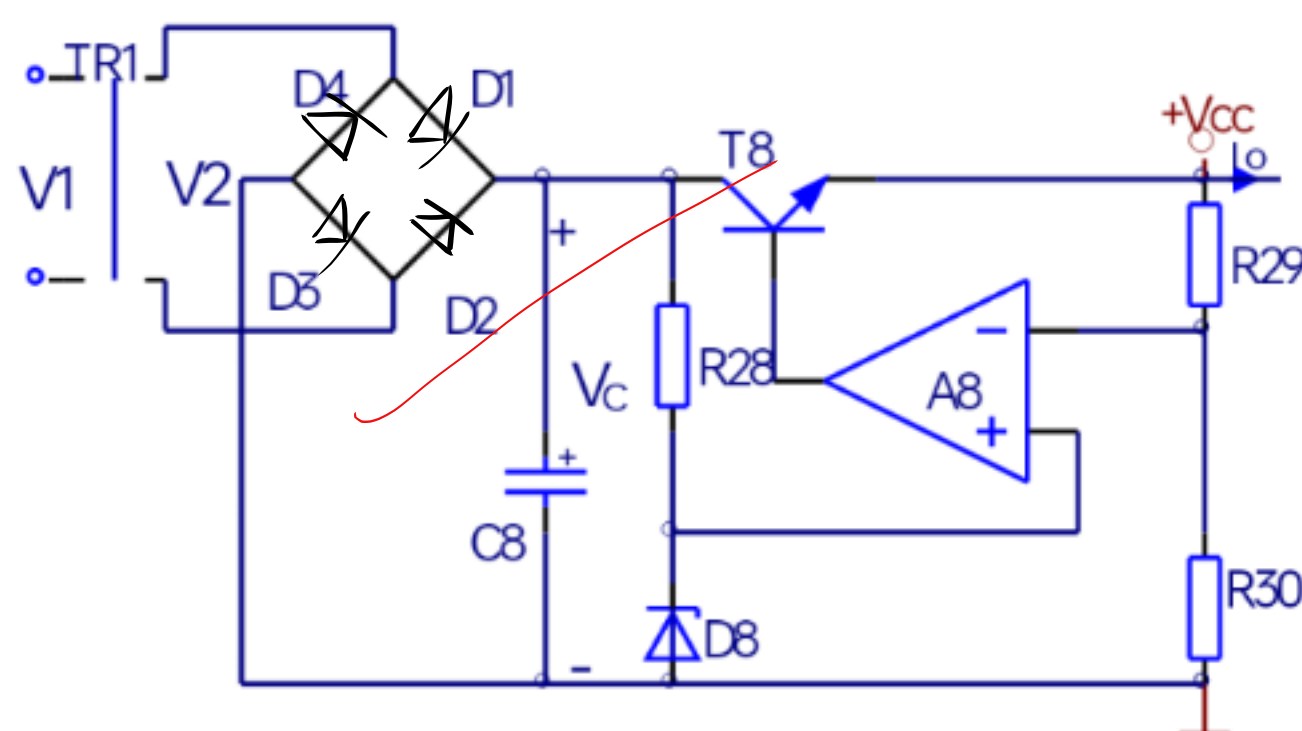 TR1
D4
D1
T8
+Vcc
Io
V1
V2
+
R29
D3
D2
R28
−
Vc
A8
+
+
C8
R30
D8
-